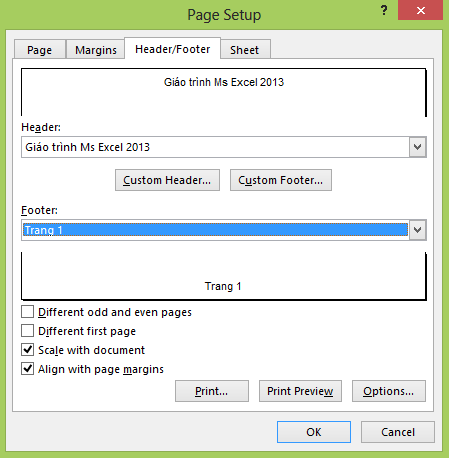 Page Setup
? x
Page Margins Header/Footer Sheet
Giáo trình Ms Excel 2013
Header:
Giáo trình Ms Excel 2013
Custom Header... Custom Footer...
Footer:
Trang 1
Trang 1
Different odd and even pages
Different first page
Scale with document
Align with page margins
Print... Print Preview Options...
OK Cancel